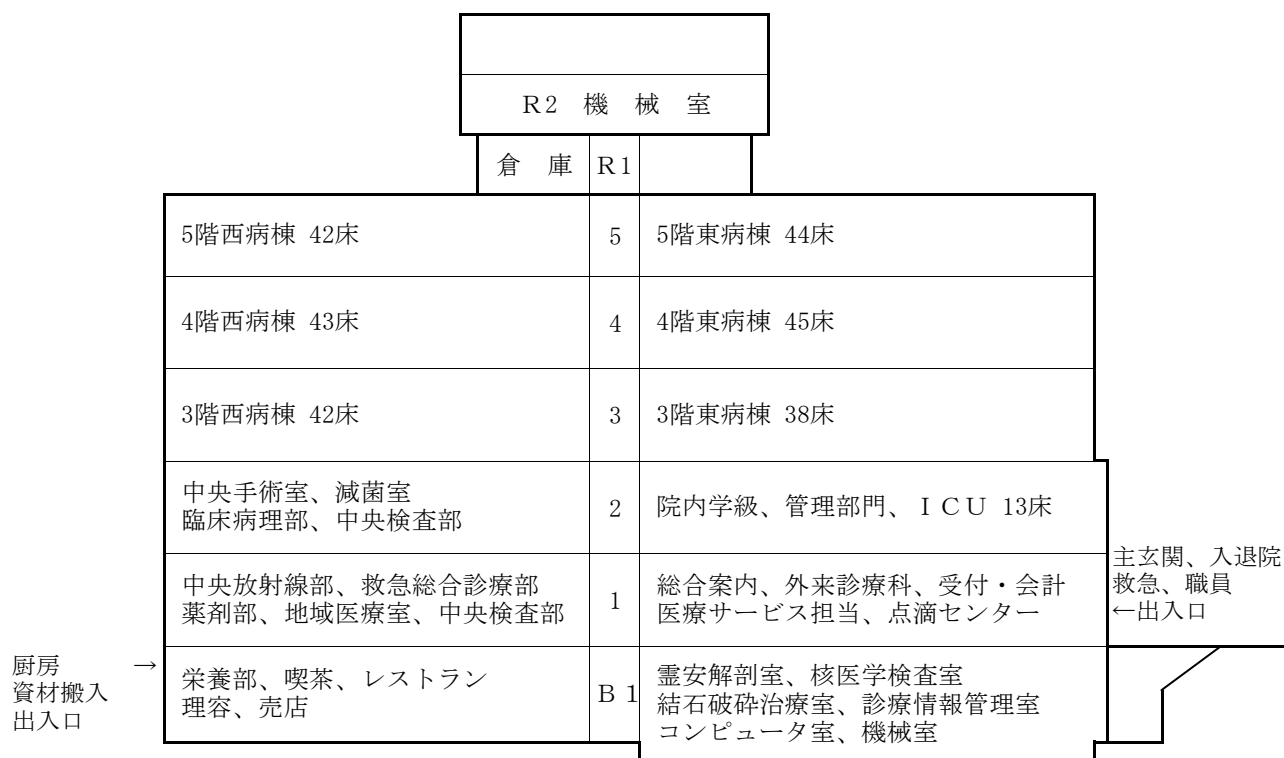 R2 機 械 室
倉 庫
R1
5階西病棟 42床
5
5階東病棟 44床
4階西病棟 43床
4
4階東病棟 45床
3階西病棟 42床
3
3階東病棟 38床
中央手術室、滅菌室
臨床病理部、中央検査部
2
院内学級、管理部門、ICU 13床
中央放射線部、救急総合診療部
薬剤部、地域医療室、中央検査部
1
総合案内、外来診療科、受付・会計
医療サービス担当、点滴センター
主玄関、入退院
救急、職員
←出入口
厨房 →
資材搬入
出入口
栄養部、喫茶、レストラン
理容、売店
B1
霊安解剖室、核医学検査室
結石破砕治療室、診療情報管理室
コンピュータ室、機械室